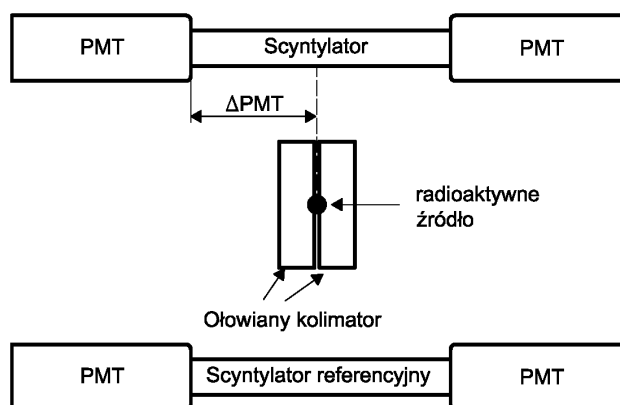 PMT
Scyntylator
PMT
ΔPMT
radioaktywne
źródło
Ołowiany kolimator
PMT
Scyntylator referencyjny
PMT